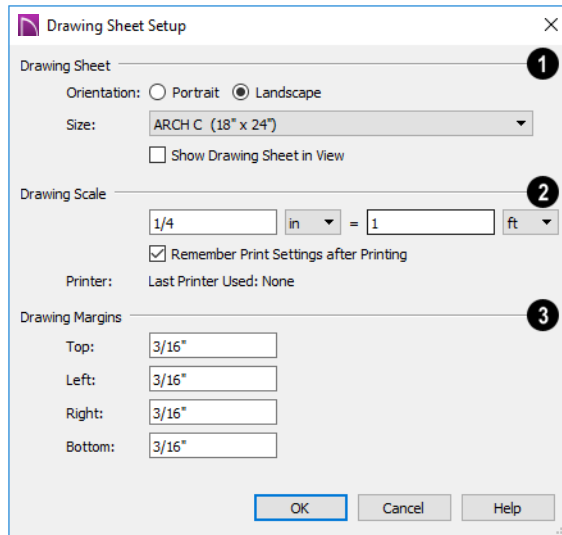 Drawing Sheet Setup
Drawing Sheet 1
Orientation: Portrait Landscape
Size: ARCH C (18" x 24")
Show Drawing Sheet in View
Drawing Scale 2
1/4 in = 1 ft
Remember Print Settings after Printing
Printer: Last Printer Used: None
Drawing Margins 3
Top: 3/16"
Left: 3/16"
Right: 3/16"
Bottom: 3/16"
OK Cancel Help